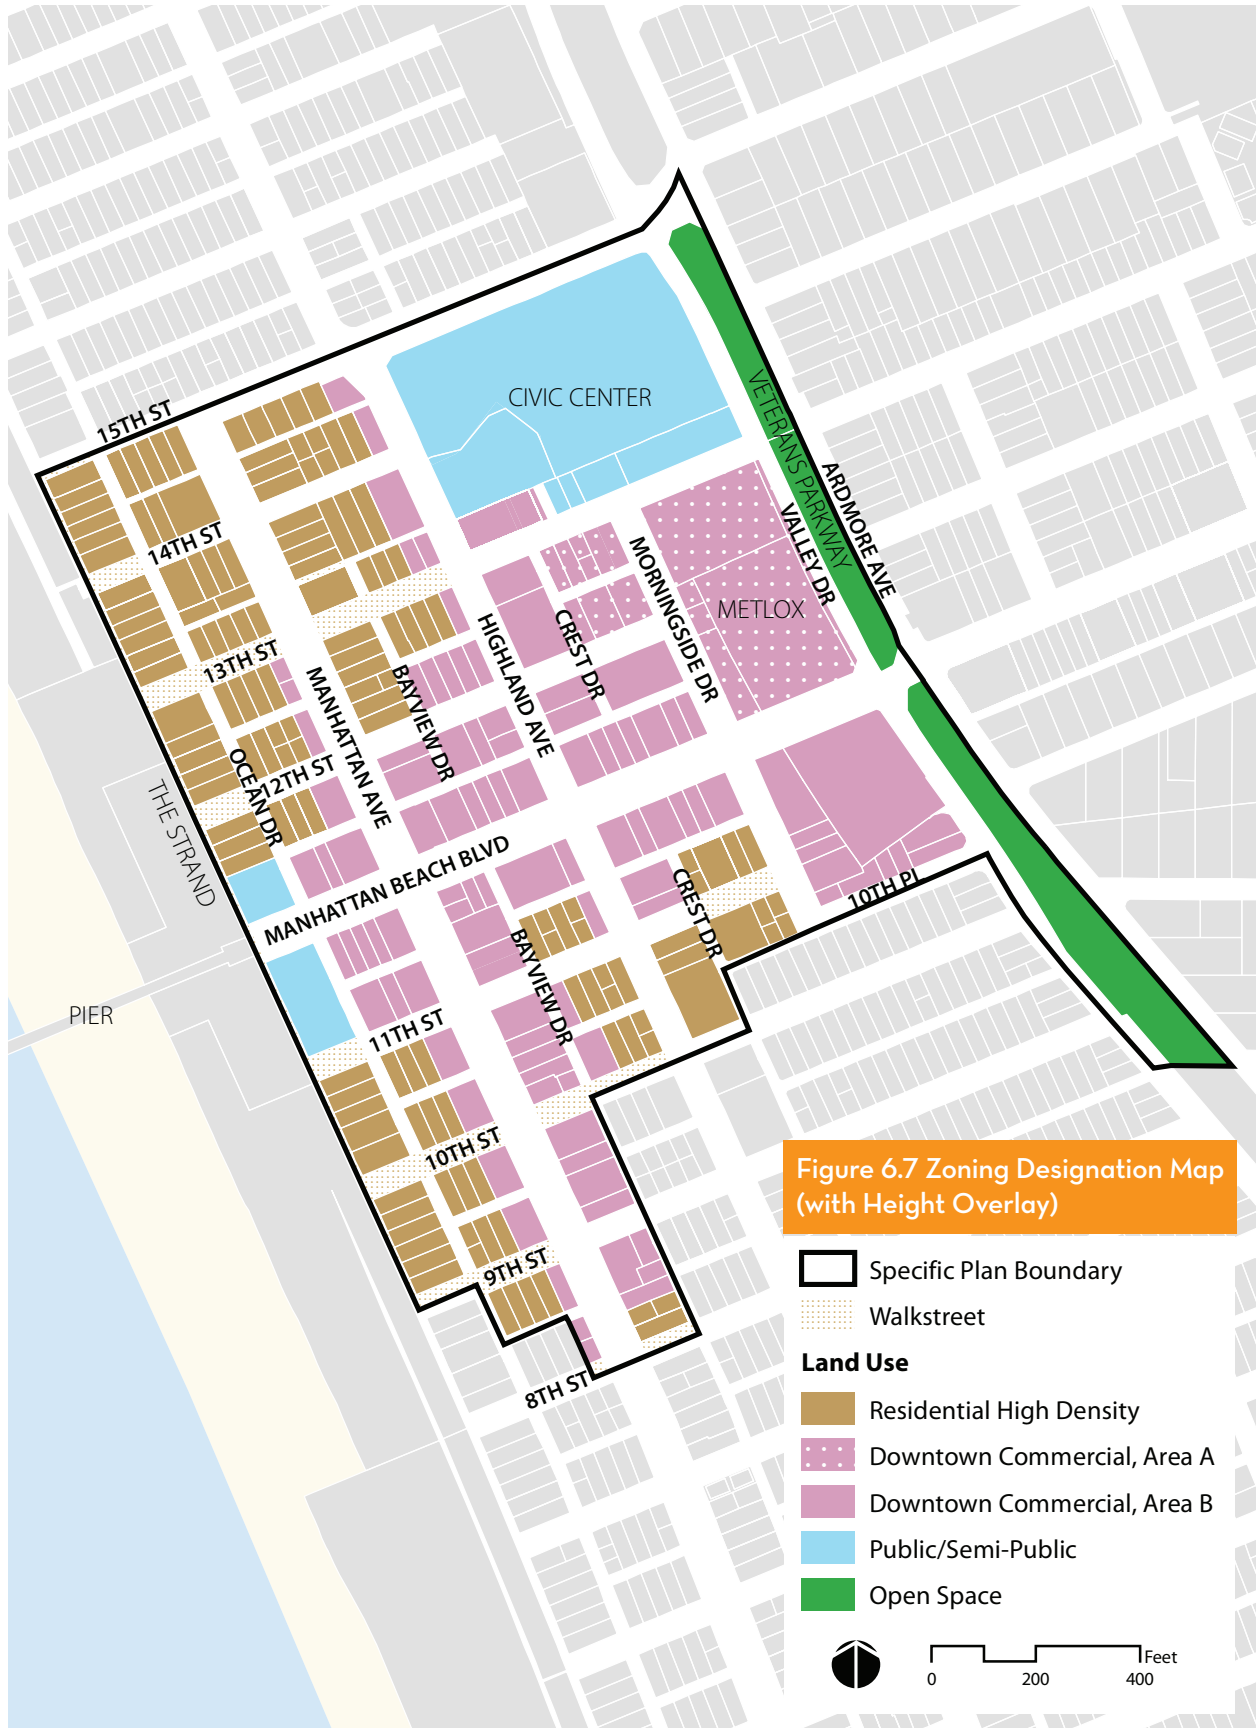 15TH ST
CIVIC CENTER
VETERANS PARKWAY
ARDMORE AVE
VALLEY DR
14TH ST
MORNINGSIDE DR
METLOX
CREST DR
HIGHLAND AVE
13TH ST
MANHATTAN AVE
BAYVIEW DR
OCEAN DR
12TH ST
THE STRAND
MANHATTAN BEACH BLVD
CREST DR
10TH PL
BAYVIEW DR
PIER
11TH ST
10TH ST
9TH ST
8TH ST
Figure 6.7 Zoning Designation Map
(with Height Overlay)
Specific Plan Boundary
Walkstreet
Land Use
Residential High Density
Downtown Commercial, Area A
Downtown Commercial, Area B
Public/Semi-Public
Open Space
Feet
0 200 400